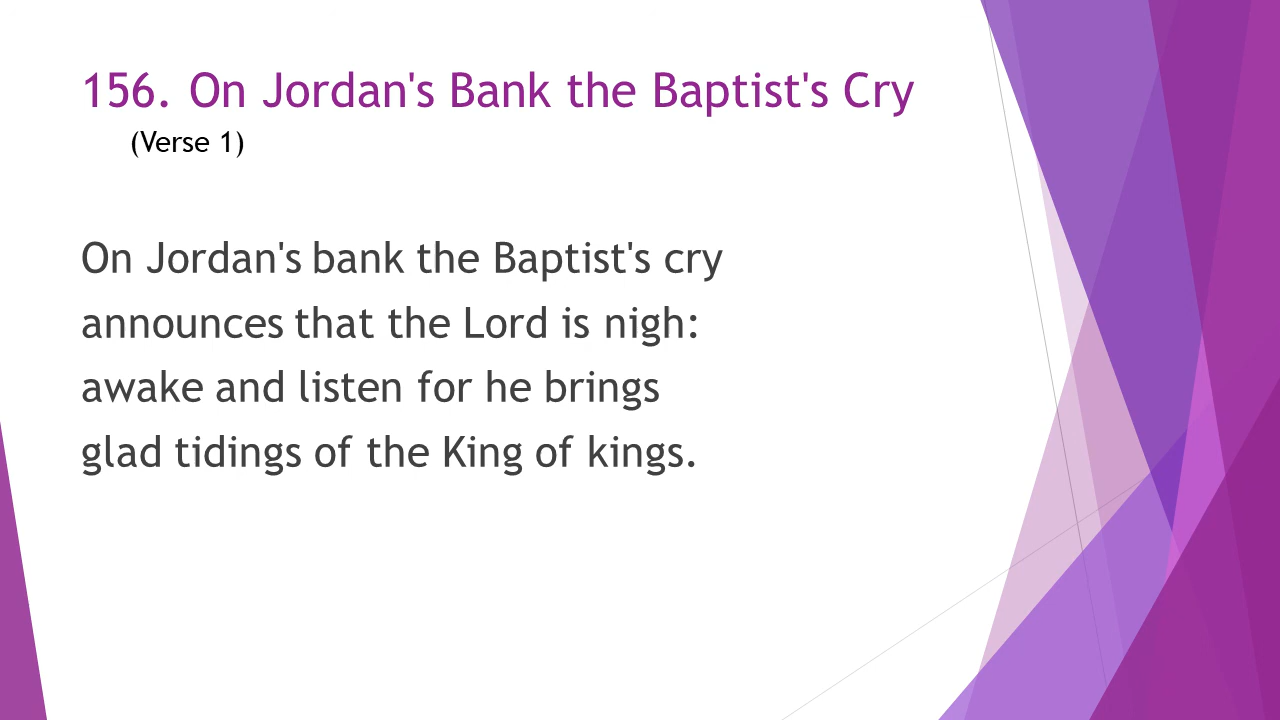 156. On Jordan's Bank the Baptist's Cry
(Verse 1)
On Jordan's bank the Baptist's cry
announces that the Lord is nigh:
awake and listen for he brings
glad tidings of the King of kings.